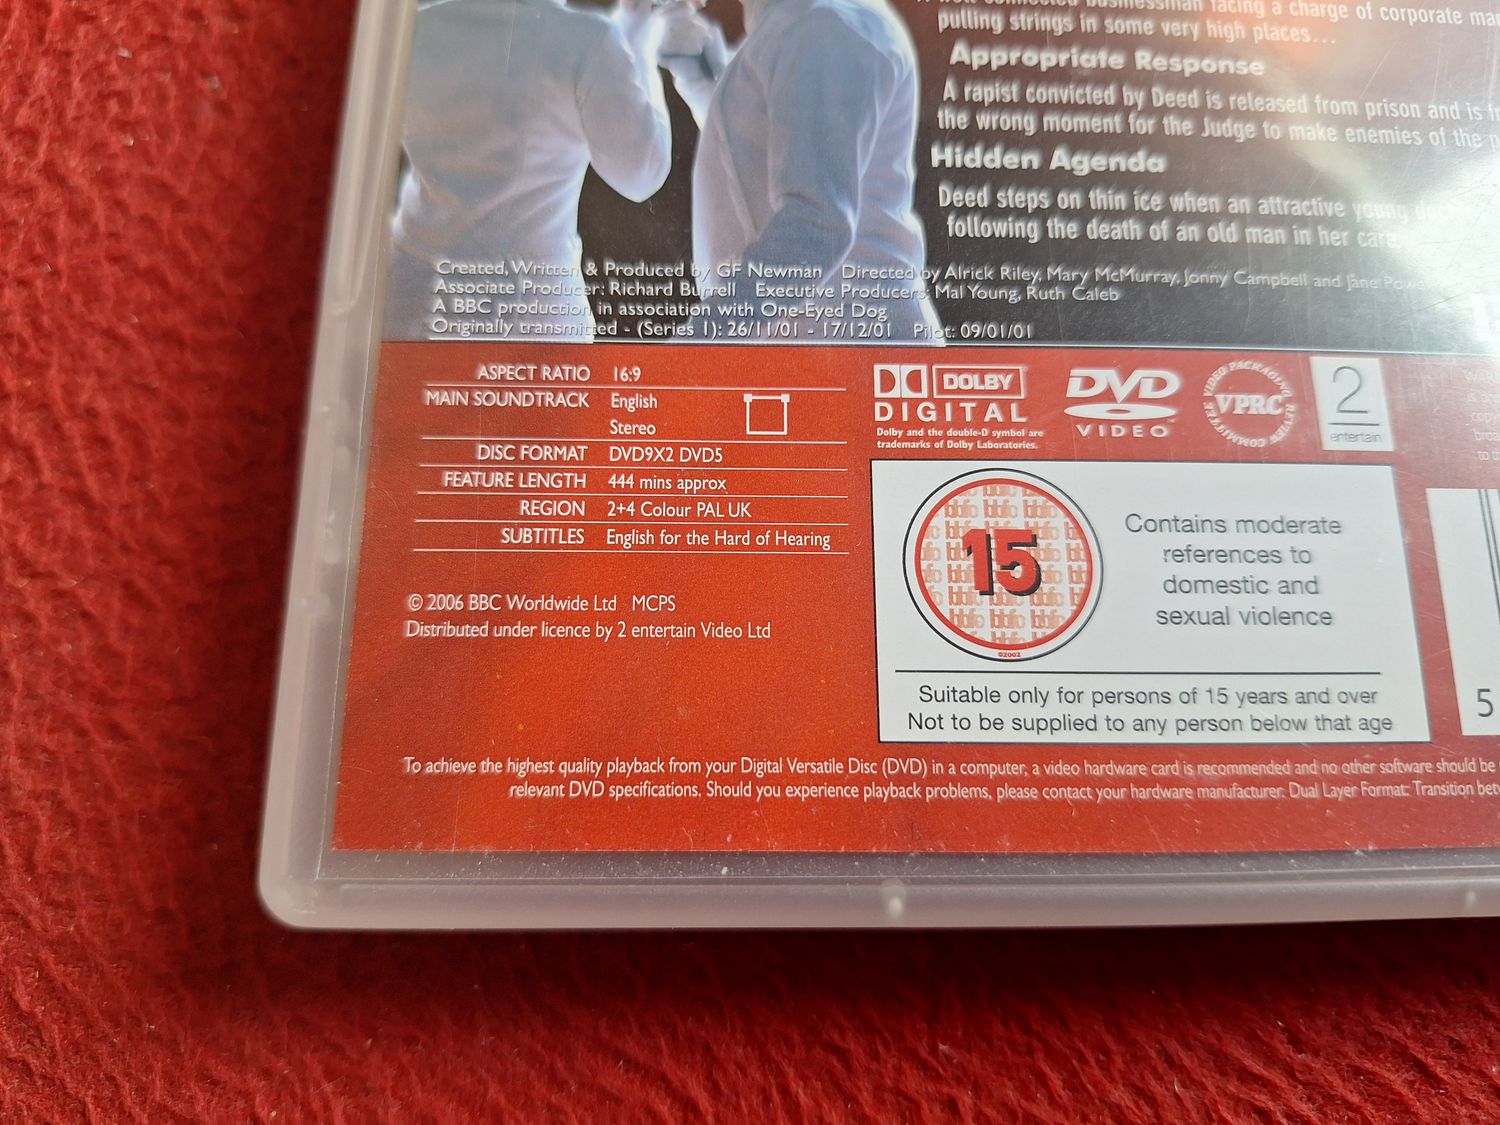 facing a charge of corporate
pulling strings in some very high places...
Appropriate Response
A rapist convicted by Deed is released from prison and is
the wrong moment for the Judge to make enemies of the
Hidden Agenda
Deed steps on thin ice when an attractive young
following the death of an old man in her care
Created, Written & Produced by GF Newman Directed by Alrick Riley, Mary McMurray, Jonny Campbell and Jane
Associate Producer: Richard Burrell Executive Producers: Mal Young, Ruth Caleb
A BBC production in association with One-Eyed Dog
Originally transmitted - (Series 1): 26/11/01 - 17/12/01 Pilot: 09/01/01
ASPECT RATIO 16:9
MAIN SOUNDTRACK English
Stereo
DISC FORMAT DVD9X2 DVD5
FEATURE LENGTH 444 mins approx
REGION 2+4 Colour PAL UK
SUBTITLES English for the Hard of Hearing
© 2006 BBC Worldwide Ltd MCPS
Distributed under licence by 2 entertain Video Ltd
DOLBY
DIGITAL
Dolby and the double-D symbol are
trademarks of Dolby Laboratories.
DVD
VIDEO
VIDEO PACKAGING REVIEW COMMITTEE
VPRC
2
entertain
bbfc
15
02002
Contains moderate
references to
domestic and
sexual violence
Suitable only for persons of 15 years and over
Not to be supplied to any person below that age
5
To achieve the highest quality playback from your Digital Versatile Disc (DVD) in a computer, a video hardware card is recommended and no other software should be
relevant DVD specifications. Should you experience playback problems, please contact your hardware manufacturer. Dual Layer Format: Transition